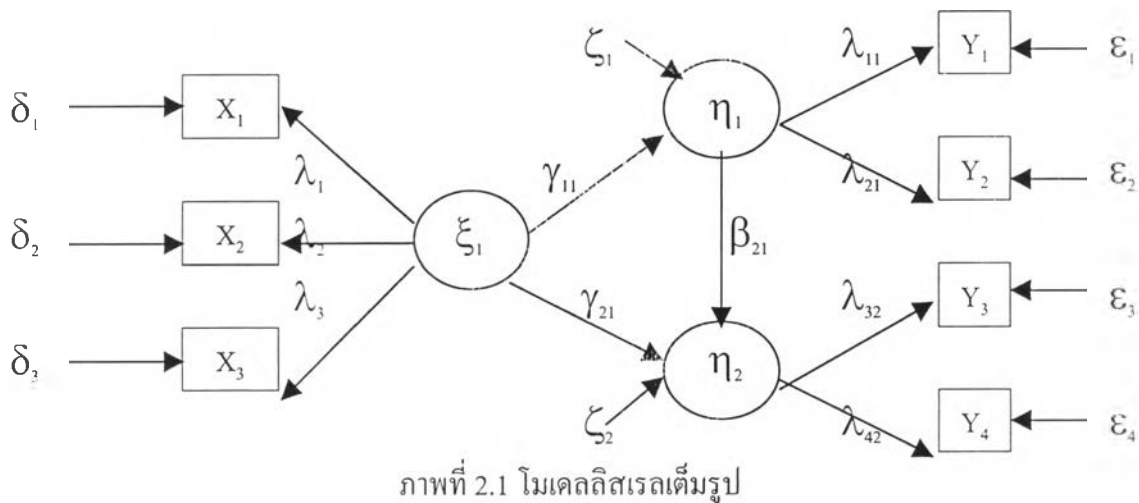 ζ₁ λ₁₁ Y₁ ε₁
δ₁ X₁ η₁
λ₁ γ₁₁ λ₂₁ Y₂ ε₂
δ₂ X₂ λ₂ ξ₁ β₂₁
λ₃ γ₂₁ λ₃₂ Y₃ ε₃
δ₃ X₃ η₂
ζ₂ λ₄₂ Y₄ ε₄
ภาพที่ 2.1 โมเดลลิสเรลเต็มรูป